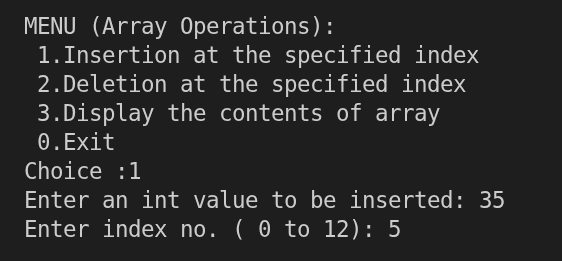 MENU (Array Operations):
1.Insertion at the specified index
2.Deletion at the specified index
3.Display the contents of array
0.Exit
Choice :1
Enter an int value to be inserted: 35
Enter index no. ( 0 to 12): 5